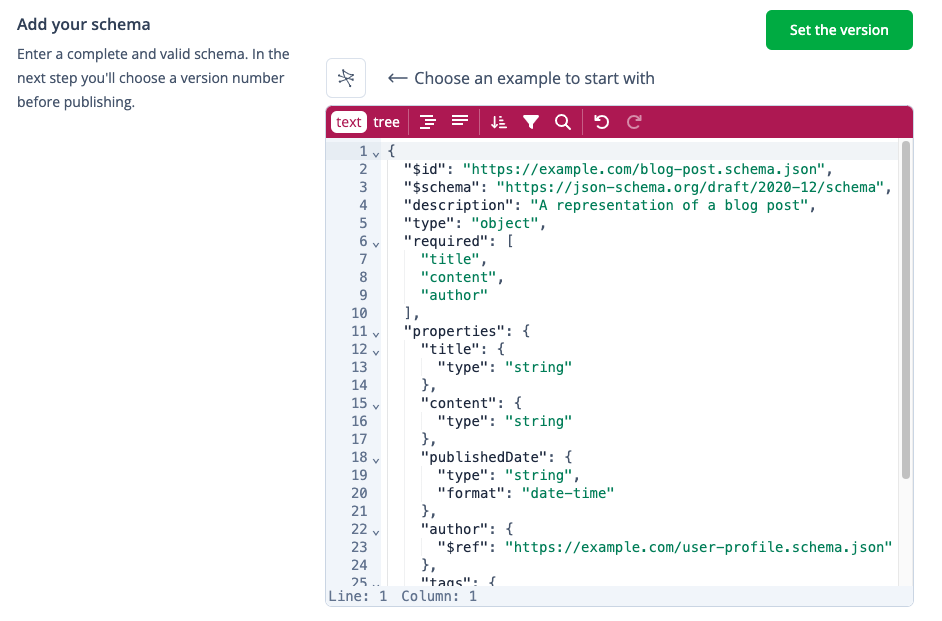 Add your schema
Enter a complete and valid schema. In the
next step you'll choose a version number
before publishing.
Set the version
Choose an example to start with
text tree
1 {
2 "$id": "https://example.com/blog-post.schema.json",
3 "$schema": "https://json-schema.org/draft/2020-12/schema",
4 "description": "A representation of a blog post",
5 "type": "object",
6 "required": [
7 "title",
8 "content",
9 "author"
10 ],
11 "properties": {
12 "title": {
13 "type": "string"
14 },
15 "content": {
16 "type": "string"
17 },
18 "publishedDate": {
19 "type": "string",
20 "format": "date-time"
21 },
22 "author": {
23 "$ref": "https://example.com/user-profile.schema.json"
24 },
25 "tags": {
Line: 1 Column: 1